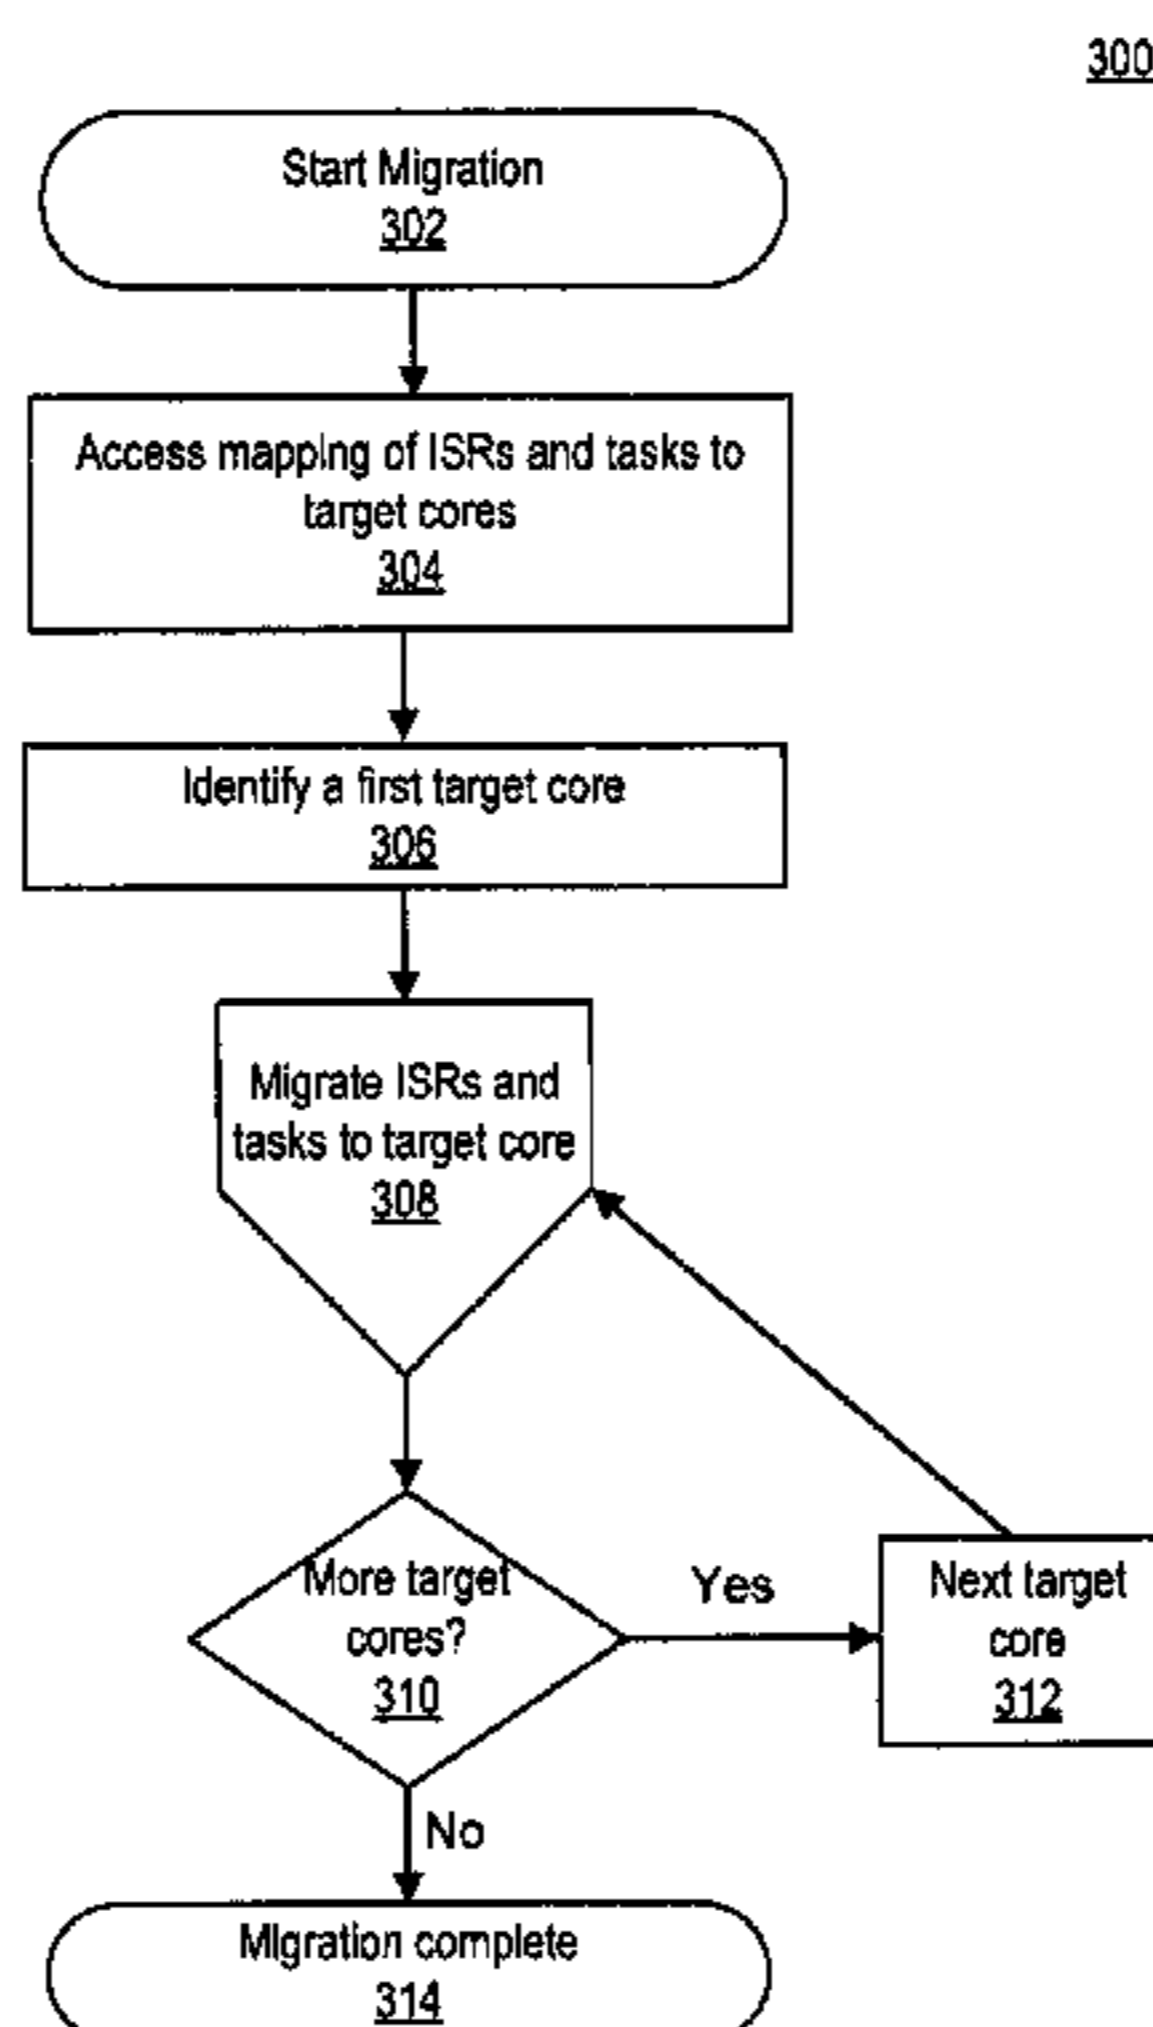 300
Start Migration
302
Access mapping of ISRs and tasks to
target cores
304
Identify a first target core
306
Migrate ISRs and
tasks to target core
308
More target
cores?
310
Yes
Next target
core
312
No
Migration complete
314